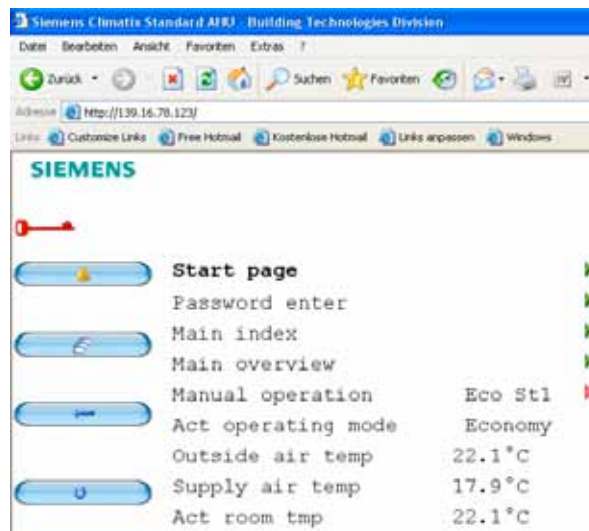 Siemens Climatix Standard AHU - Building Technologies Division
Datei Bearbeiten Ansicht Favoriten Extras ?
Zurück Suchen Favoriten
Adresse http://139.16.78.123/
Links Customize Links Free Hotmail Kostenlose Hotmail Links anpassen Windows
SIEMENS
Start page
Password enter
Main index
Main overview
Manual operation Eco St1
Act operating mode Economy
Outside air temp 22.1°C
Supply air temp 17.9°C
Act room tmp 22.1°C